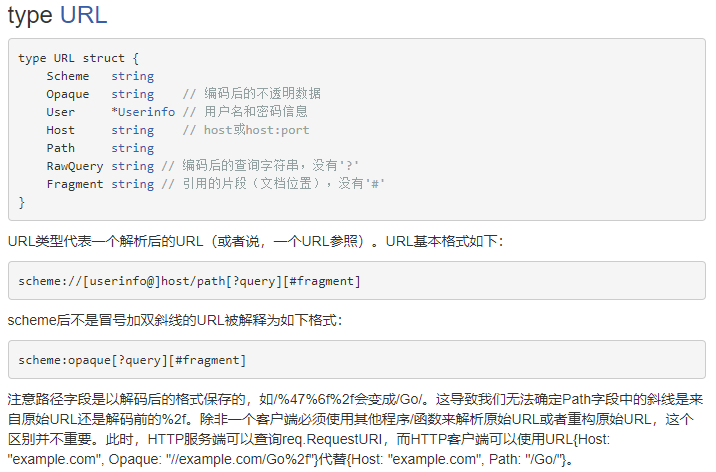 type URL
type URL struct {
    Scheme   string
    Opaque   string    // 编码后的不透明数据
    User     *Userinfo // 用户名和密码信息
    Host     string    // host或host:port
    Path     string
    RawQuery string // 编码后的查询字符串，没有'?'
    Fragment string // 引用的片段（文档位置），没有'#'
}
URL类型代表一个解析后的URL（或者说，一个URL参照）。URL基本格式如下：
scheme://[userinfo@]host/path[?query][#fragment]
scheme后不是冒号加双斜线的URL被解释为如下格式：
scheme:opaque[?query][#fragment]
注意路径字段是以解码后的格式保存的，如/%47%6f%2f会变成/Go/。这导致我们无法确定Path字段中的斜线是来
自原始URL还是解码前的%2f。除非一个客户端必须使用其他程序/函数来解析原始URL或者重构原始URL，这个
区别并不重要。此时，HTTP服务端可以查询req.RequestURI，而HTTP客户端可以使用URL{Host:
"example.com", Opaque: "//example.com/Go%2f"}代替{Host: "example.com", Path: "/Go/"}。